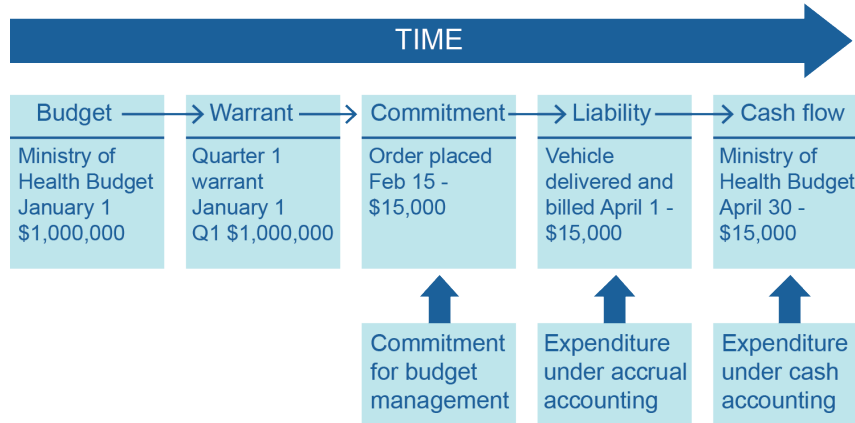 TIME
Budget
Warrant
Commitment
Liability
Cash flow
Ministry of
Health Budget
January 1
$1,000,000
Quarter 1
warrant
January 1
Q1 $1,000,000
Order placed
Feb 15 -
$15,000
Vehicle
delivered and
billed April 1 -
$15,000
Ministry of
Health Budget
April 30 -
$15,000
Commitment
for budget
management
Expenditure
under accrual
accounting
Expenditure
under cash
accounting